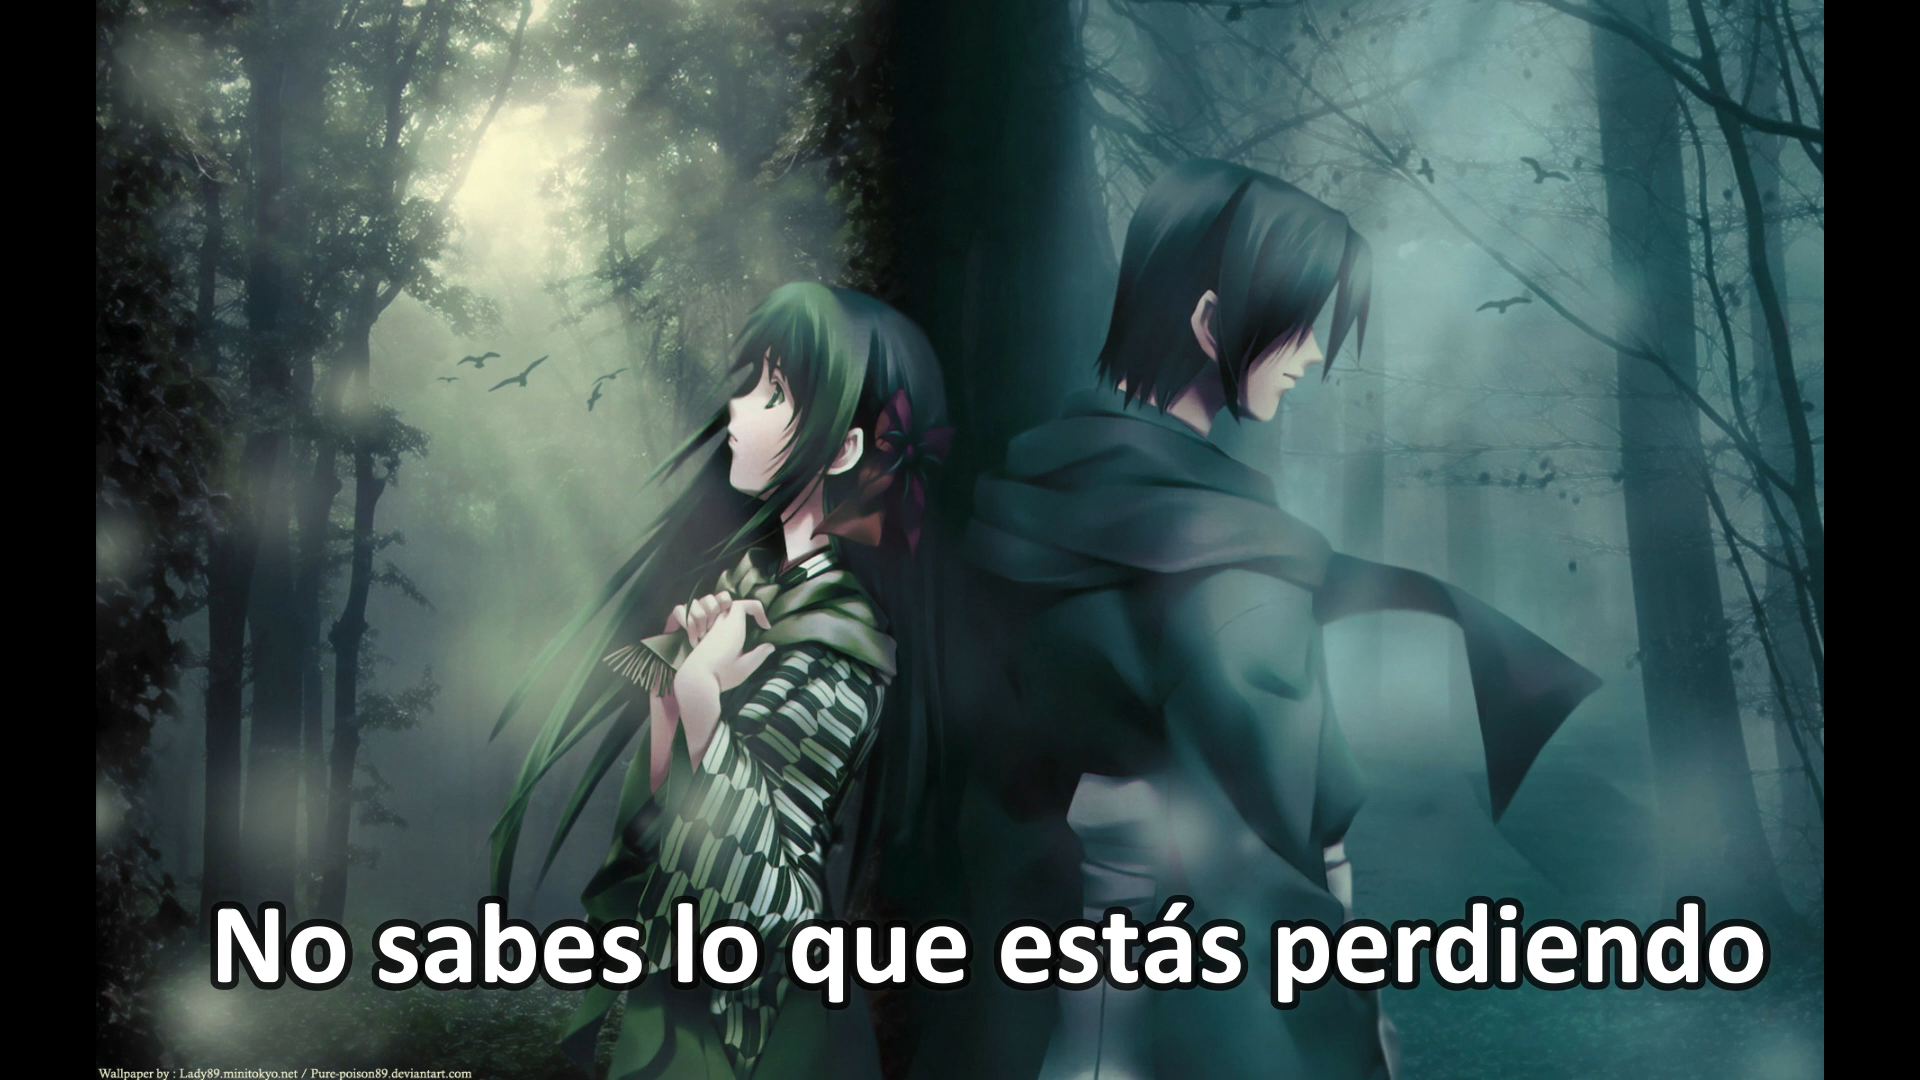 No sabes lo que estás perdiendo
Wallpaper by : Lady89.minitokyo.net / Pure-poison89.deviantart.com